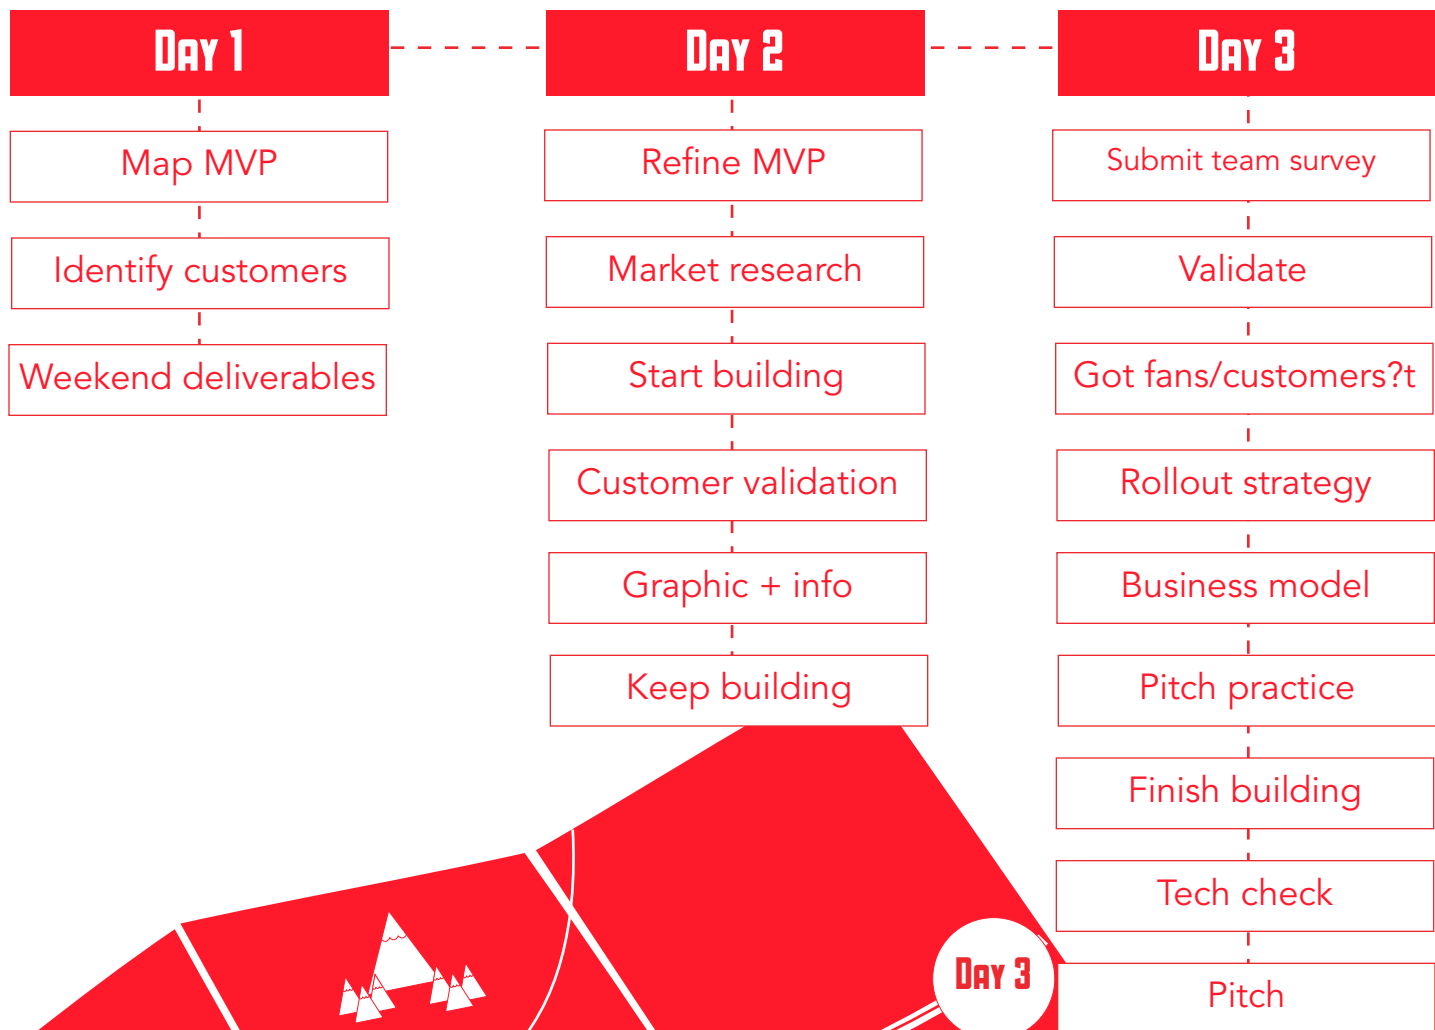 Day 1
Map MVP
Identify customers
Weekend deliverables
Day 2
Refine MVP
Market research
Start building
Customer validation
Graphic + info
Keep building
Day 3
Submit team survey
Validate
Got fans/customers?t
Rollout strategy
Business model
Pitch practice
Finish building
Tech check
Pitch
Day 3